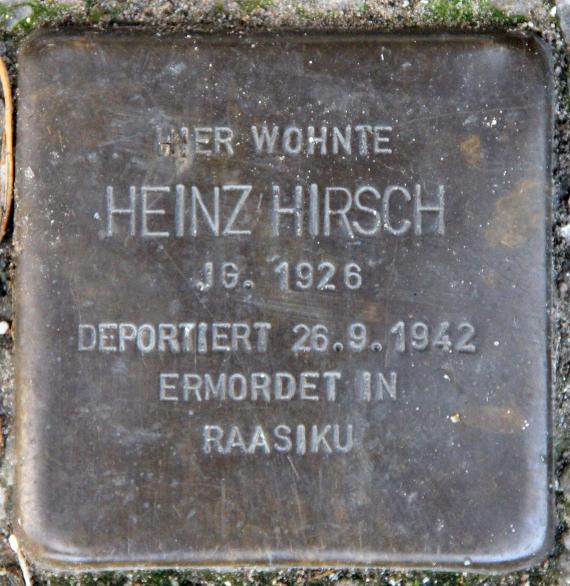 HIER WOHNTE
HEINZ HIRSCH
JG. 1926
DEPORTIERT 26.9.1942
ERMORDET IN
RAASIKU